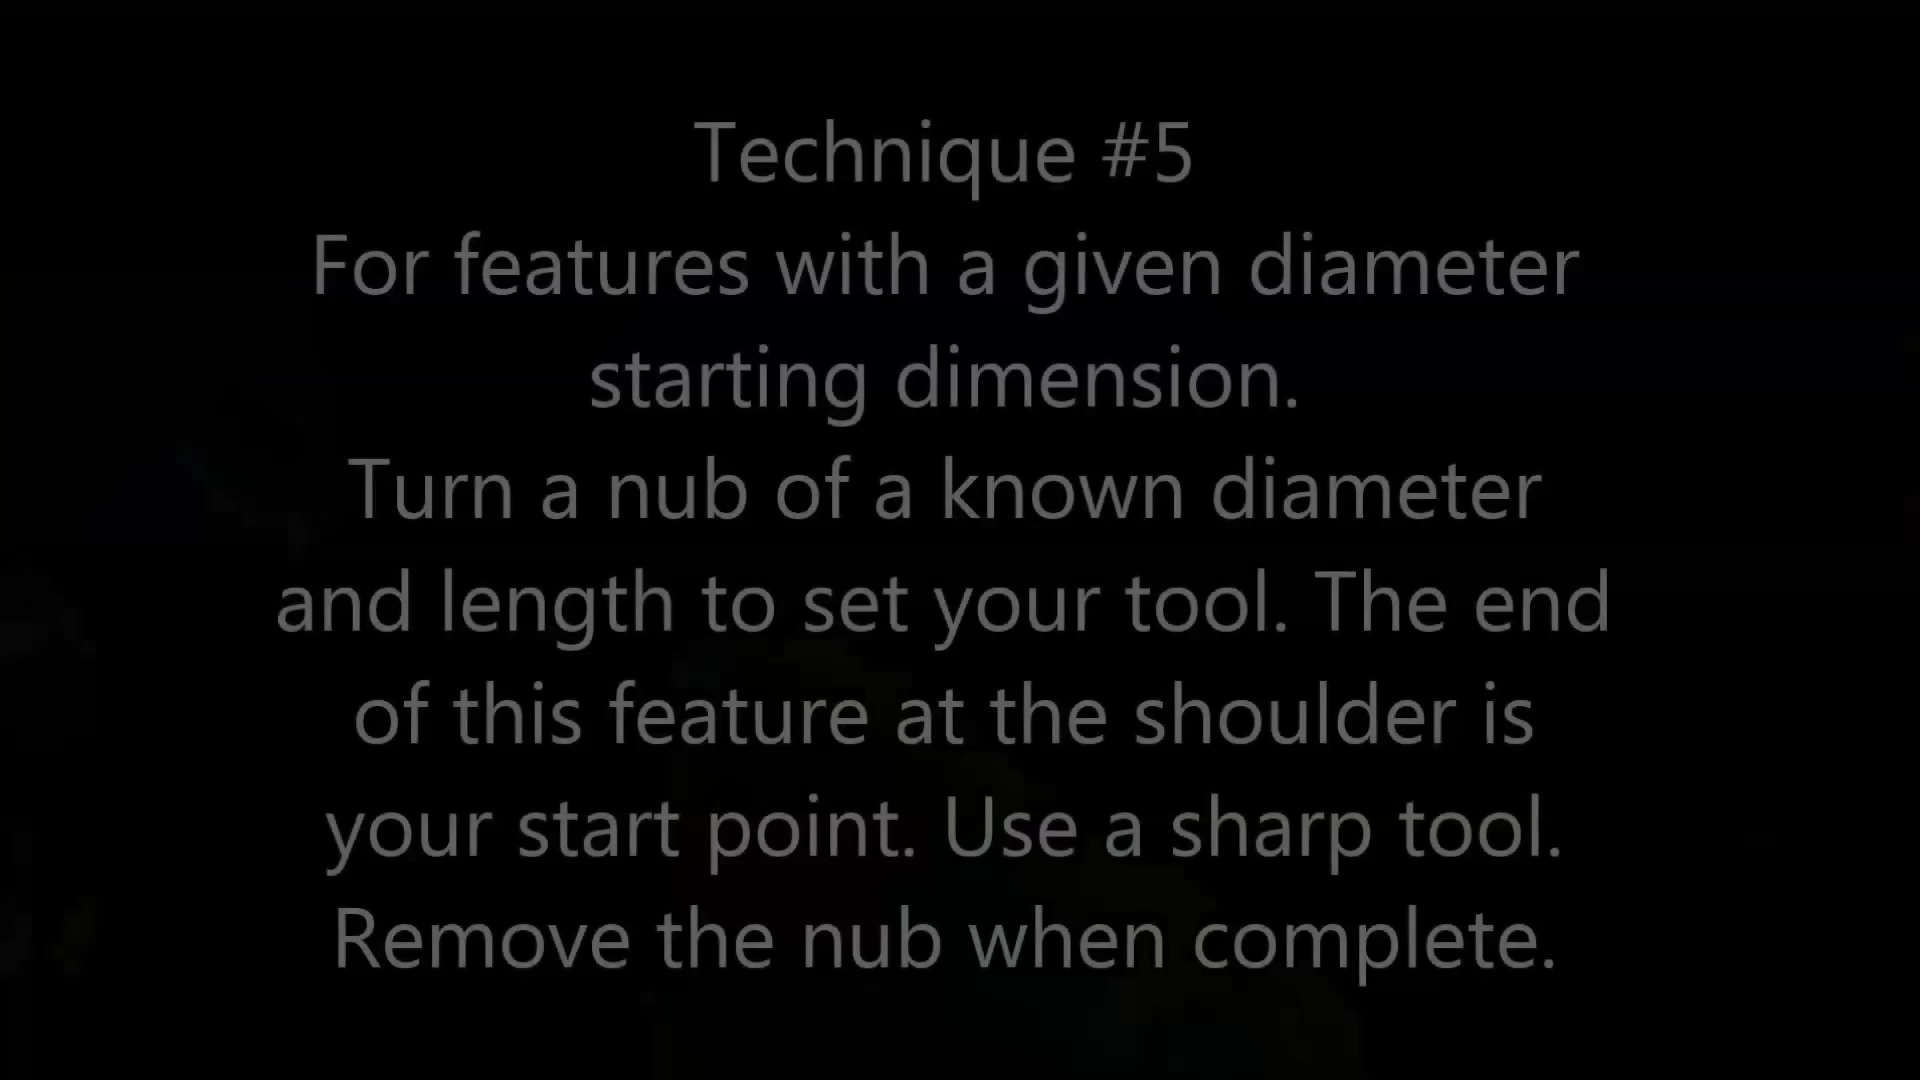 Technique #5
For features with a given diameter
starting dimension.
Turn a nub of a known diameter
and length to set your tool. The end
of this feature at the shoulder is
your start point. Use a sharp tool.
Remove the nub when complete.